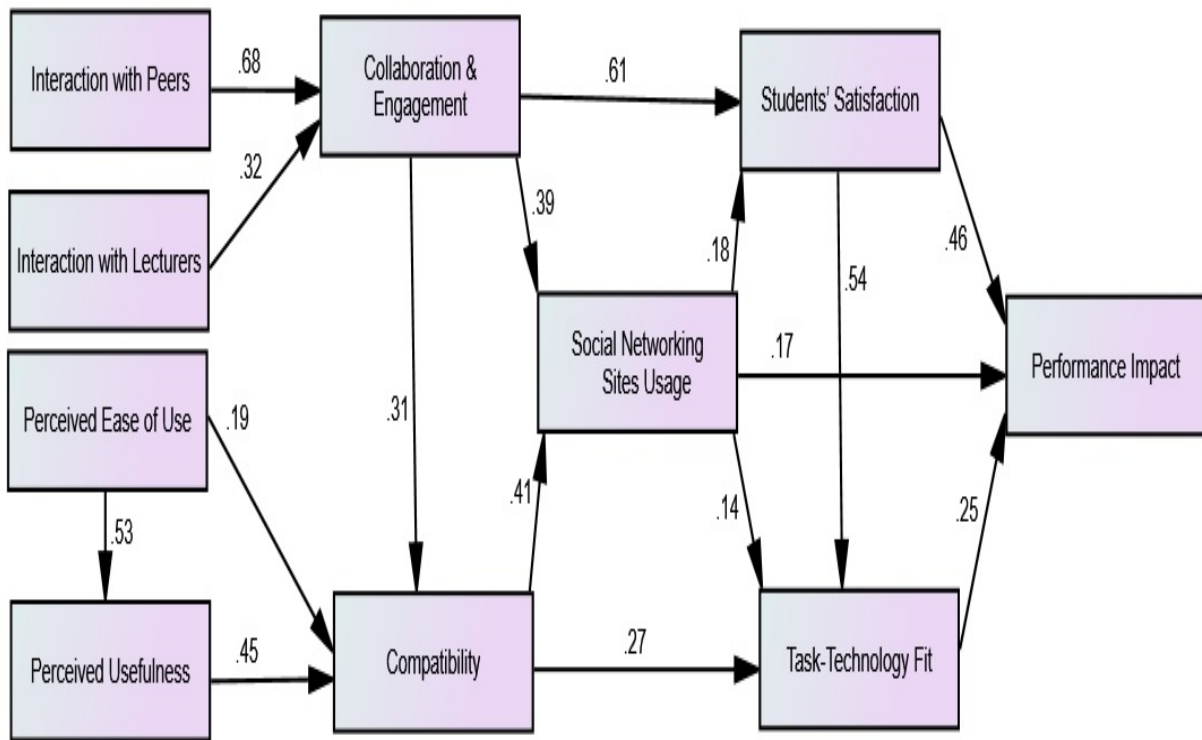 Interaction with Peers
.68
Collaboration &
Engagement
.61
Students' Satisfaction
.32
Interaction with Lecturers
.39
.18
.46
.54
Social Networking
Sites Usage
.17
Performance Impact
Perceived Ease of Use
.19
.31
.41
.14
.25
.53
Perceived Usefulness
.45
Compatibility
.27
Task-Technology Fit